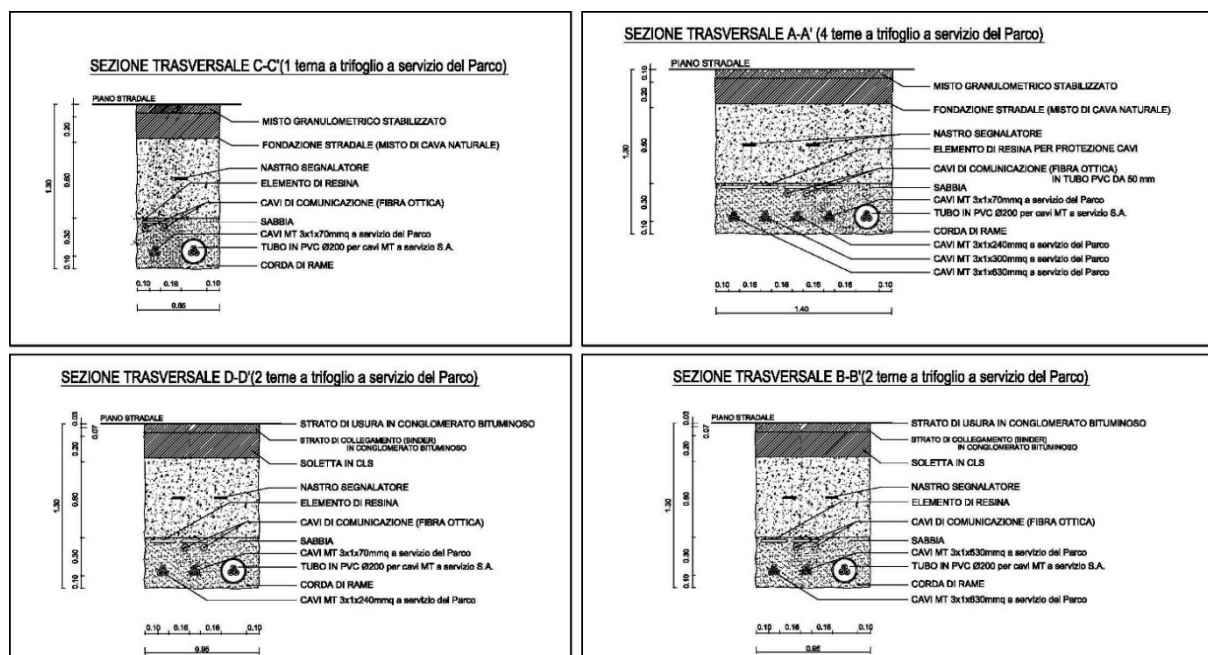 SEZIONE TRASVERSALE C-C'(1 terna a trifoglio a servizio del Parco)
PIANO STRADALE
MISTO GRANULOMETRICO STABILIZZATO
FONDAZIONE STRADALE (MISTO DI CAVA NATURALE)
NASTRO SEGNALATORE
ELEMENTO DI RESINA
CAVI DI COMUNICAZIONE (FIBRA OTTICA)
SABBIA
CAVI MT 3x1x70mmq a servizio del Parco
TUBO IN PVC Ø200 per cavi MT a servizio S.A.
CORDA DI RAME
0.20
0.60
1.30
0.30
0.10
0.10 0.16 0.10
0.65
SEZIONE TRASVERSALE A-A' (4 terne a trifoglio a servizio del Parco)
PIANO STRADALE
MISTO GRANULOMETRICO STABILIZZATO
FONDAZIONE STRADALE (MISTO DI CAVA NATURALE)
NASTRO SEGNALATORE
ELEMENTO DI RESINA PER PROTEZIONE CAVI
CAVI DI COMUNICAZIONE (FIBRA OTTICA)
IN TUBO PVC DA 50 mm
SABBIA
CAVI MT 3x1x70mmq a servizio del Parco
TUBO IN PVC Ø200 per cavi MT a servizio S.A.
CORDA DI RAME
CAVI MT 3x1x240mmq a servizio del Parco
CAVI MT 3x1x300mmq a servizio del Parco
CAVI MT 3x1x630mmq a servizio del Parco
0.10
0.20
0.60
1.30
0.30
0.10
0.10 0.16 0.16 0.16 0.16 0.10
1.40
SEZIONE TRASVERSALE D-D'(2 terne a trifoglio a servizio del Parco)
PIANO STRADALE
STRATO DI USURA IN CONGLOMERATO BITUMINOSO
STRATO DI COLLEGAMENTO (BINDER)
IN CONGLOMERATO BITUMINOSO
SOLETTA IN CLS
NASTRO SEGNALATORE
ELEMENTO DI RESINA
CAVI DI COMUNICAZIONE (FIBRA OTTICA)
SABBIA
CAVI MT 3x1x70mmq a servizio del Parco
TUBO IN PVC Ø200 per cavi MT a servizio S.A.
CORDA DI RAME
CAVI MT 3x1x240mmq a servizio del Parco
0.03
0.07
0.20
0.60
1.30
0.30
0.10
0.10 0.16 0.16 0.10
0.95
SEZIONE TRASVERSALE B-B'(2 terne a trifoglio a servizio del Parco)
PIANO STRADALE
STRATO DI USURA IN CONGLOMERATO BITUMINOSO
STRATO DI COLLEGAMENTO (BINDER)
IN CONGLOMERATO BITUMINOSO
SOLETTA IN CLS
NASTRO SEGNALATORE
ELEMENTO DI RESINA
CAVI DI COMUNICAZIONE (FIBRA OTTICA)
SABBIA
CAVI MT 3x1x630mmq a servizio del Parco
TUBO IN PVC Ø200 per cavi MT a servizio S.A.
CORDA DI RAME
CAVI MT 3x1x630mmq a servizio del Parco
0.03
0.07
0.20
0.60
1.30
0.30
0.10
0.10 0.16 0.16 0.10
0.95